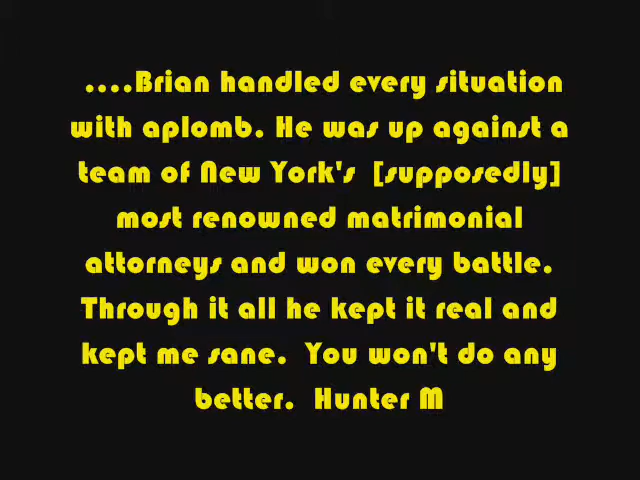 ....Brian handled every situation
with aplomb. He was up against a
team of New York's [supposedly]
most renowned matrimonial
attorneys and won every battle.
Through it all he kept it real and
kept me sane. You won't do any
better. Hunter M